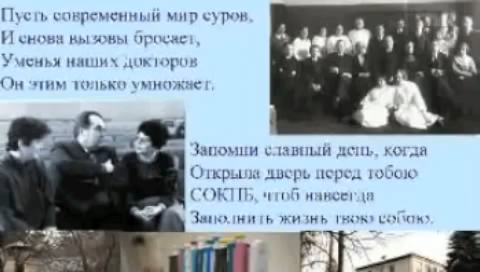 Пусть современный мир суров,
И снова вызовы бросает,
Уменья наших докторов
Он этим только умножает.
Запомни славный день, когда
Открыла дверь перед тобою
СОКПБ, чтоб навсегда
Заполнить жизнь твою собою.